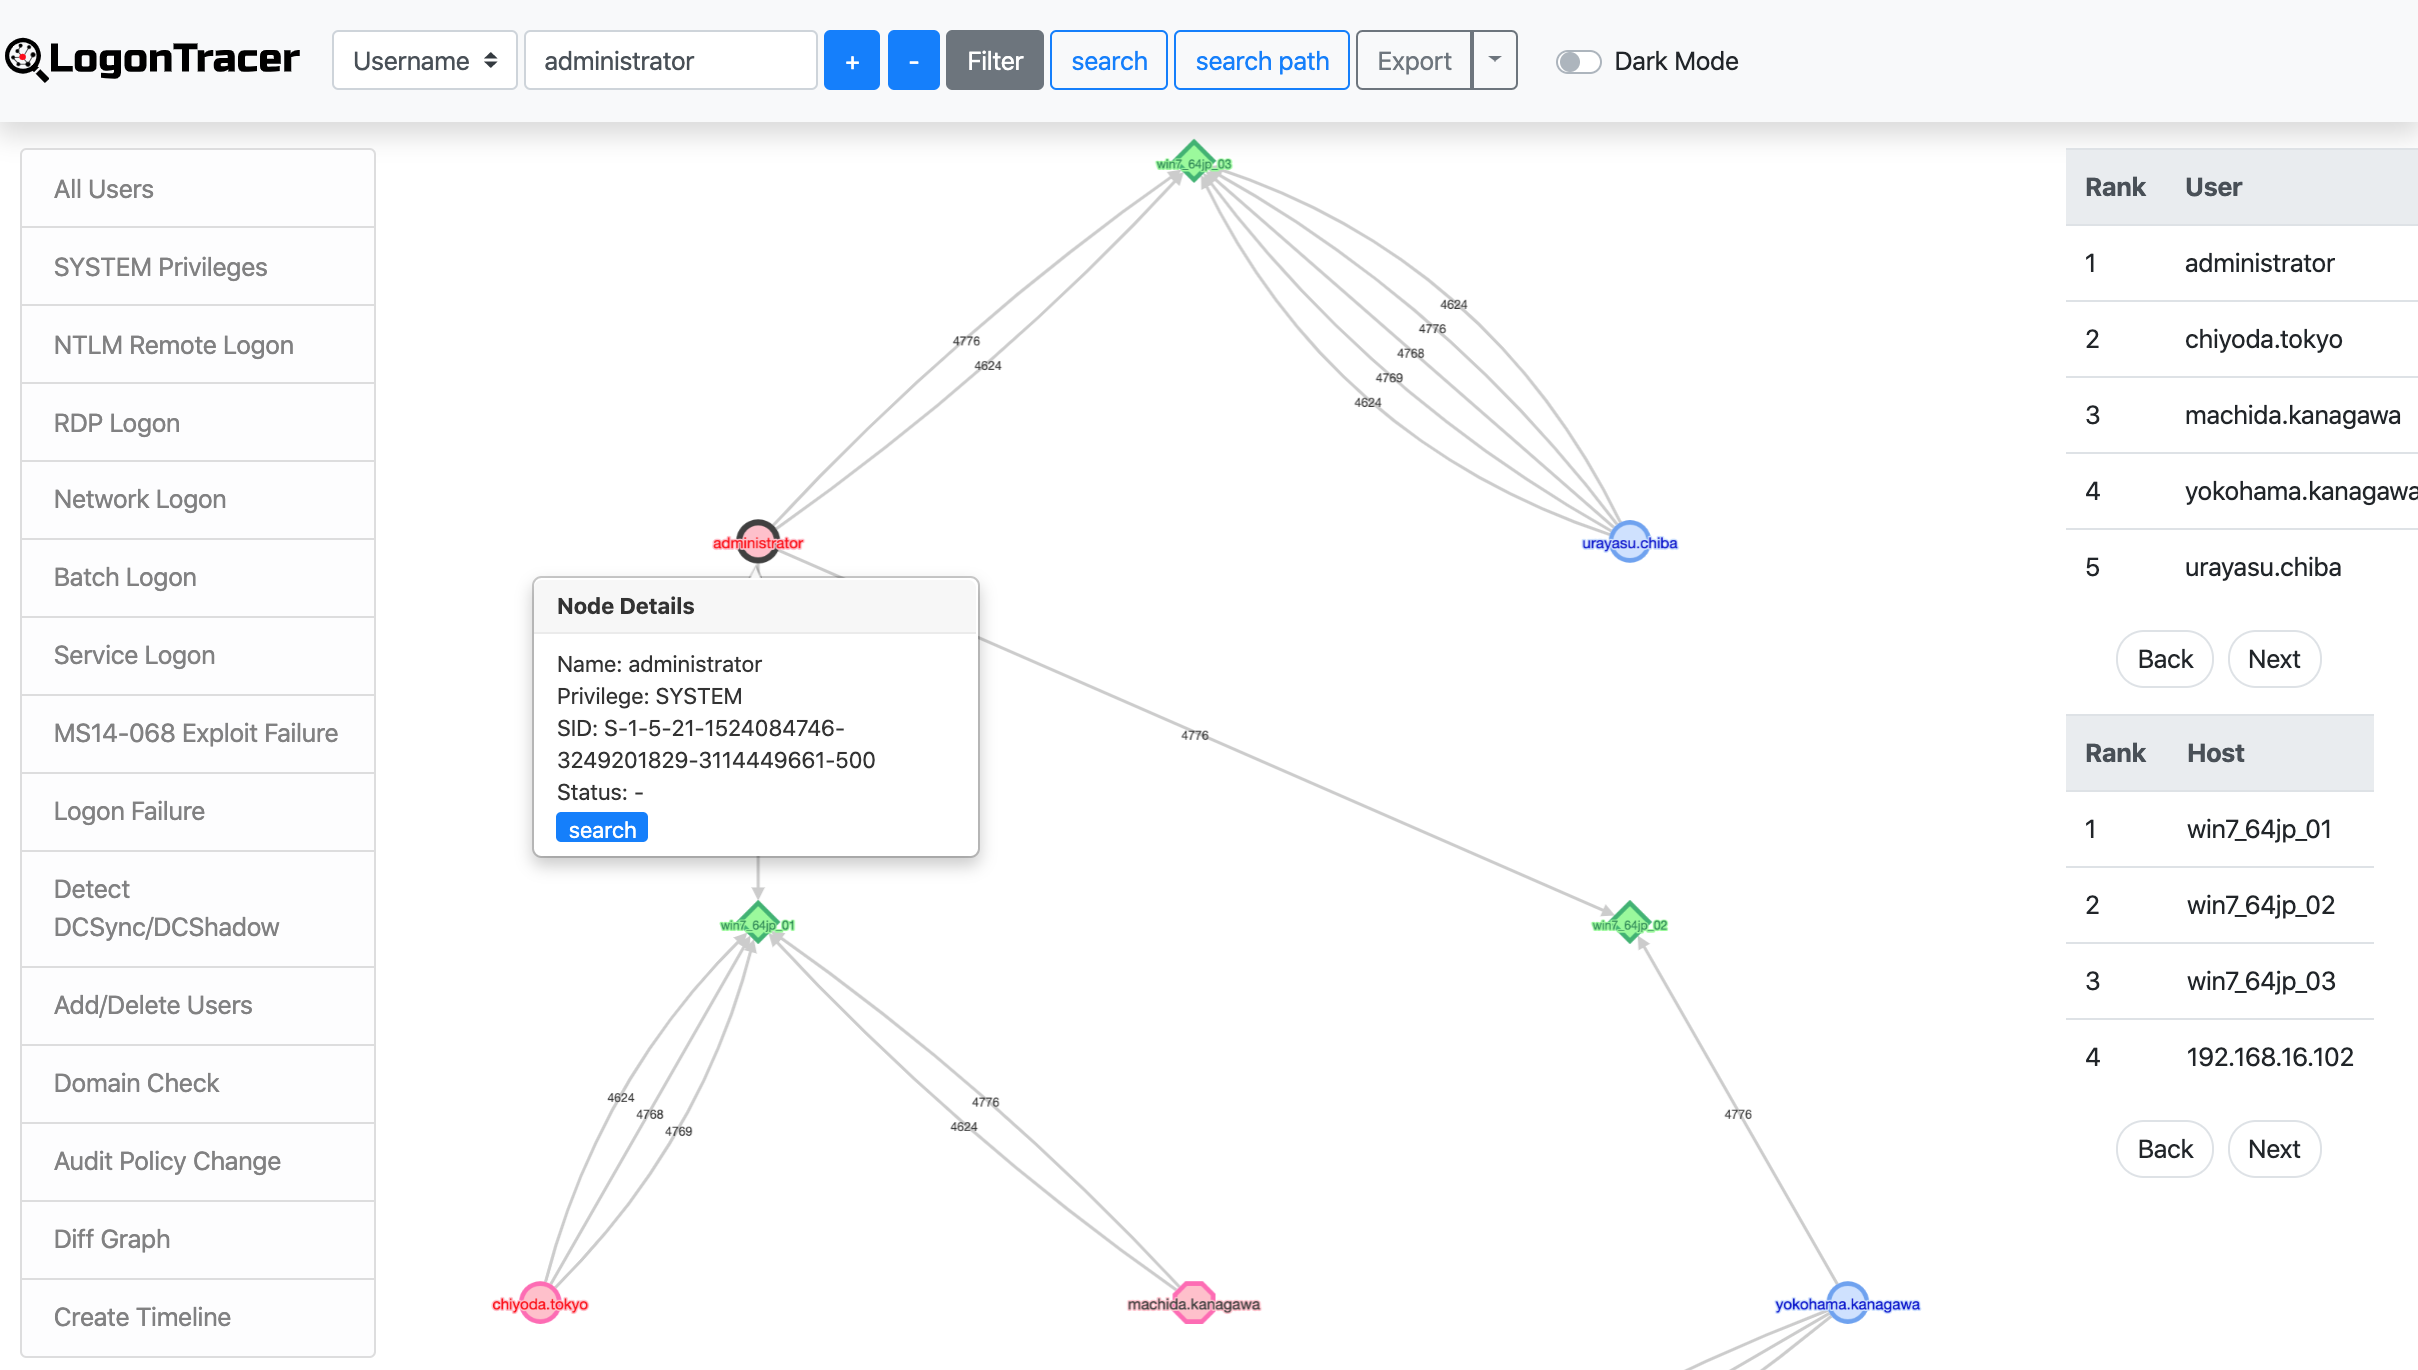 LogonTracer
Username
administrator
+
-
Filter
search
search path
Export
Dark Mode
All Users
SYSTEM Privileges
NTLM Remote Logon
RDP Logon
Network Logon
Batch Logon
Service Logon
MS14-068 Exploit Failure
Logon Failure
Detect
DCSync/DCShadow
Add/Delete Users
Domain Check
Audit Policy Change
Diff Graph
Create Timeline
win7_64jp_03
4776
4624
4624
4776
4768
4769
4624
administrator
urayasu.chiba
Node Details
Name: administrator
Privilege: SYSTEM
SID: S-1-5-21-1524084746-
3249201829-3114449661-500
Status: -
search
4776
win7_64jp_01
win7_64jp_02
4624
4768
4769
4776
4624
4776
chiyoda.tokyo
machida.kanagawa
yokohama.kanagawa
Rank User
1 administrator
2 chiyoda.tokyo
3 machida.kanagawa
4 yokohama.kanagawa
5 urayasu.chiba
Back Next
Rank Host
1 win7_64jp_01
2 win7_64jp_02
3 win7_64jp_03
4 192.168.16.102
Back Next